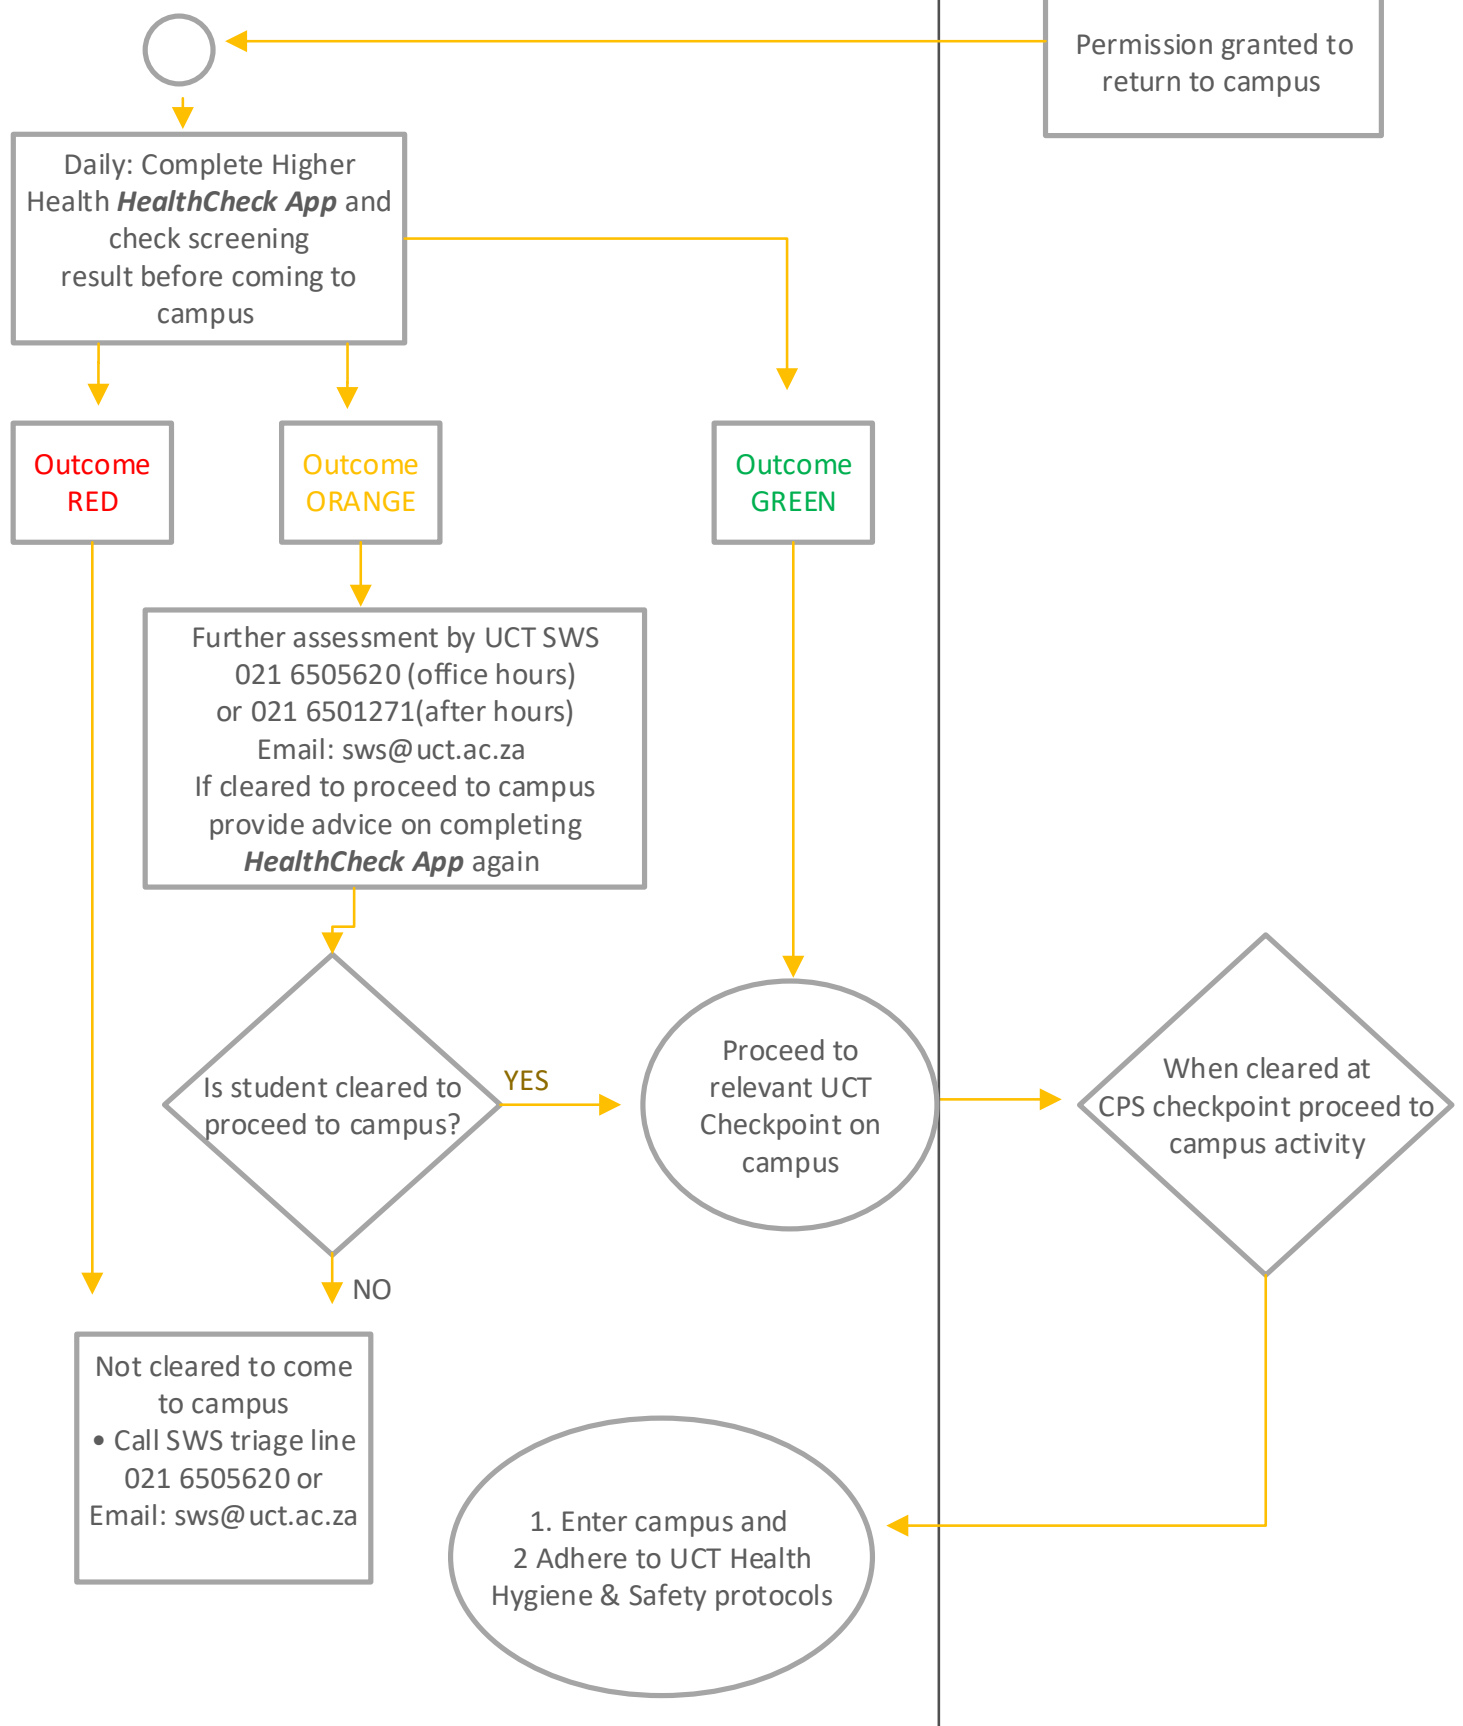 Permission granted to
return to campus
Daily: Complete Higher
Health HealthCheck App and
check screening
result before coming to
campus
Outcome
RED
Outcome
ORANGE
Outcome
GREEN
Further assessment by UCT SWS
021 6505620 (office hours)
or 021 6501271(after hours)
Email: sws@uct.ac.za
If cleared to proceed to campus
provide advice on completing
HealthCheck App again
Is student cleared to
proceed to campus?
YES
NO
Proceed to
relevant UCT
Checkpoint on
campus
When cleared at
CPS checkpoint proceed to
campus activity
Not cleared to come
to campus
• Call SWS triage line
021 6505620 or
Email: sws@uct.ac.za
1. Enter campus and
2 Adhere to UCT Health
Hygiene & Safety protocols